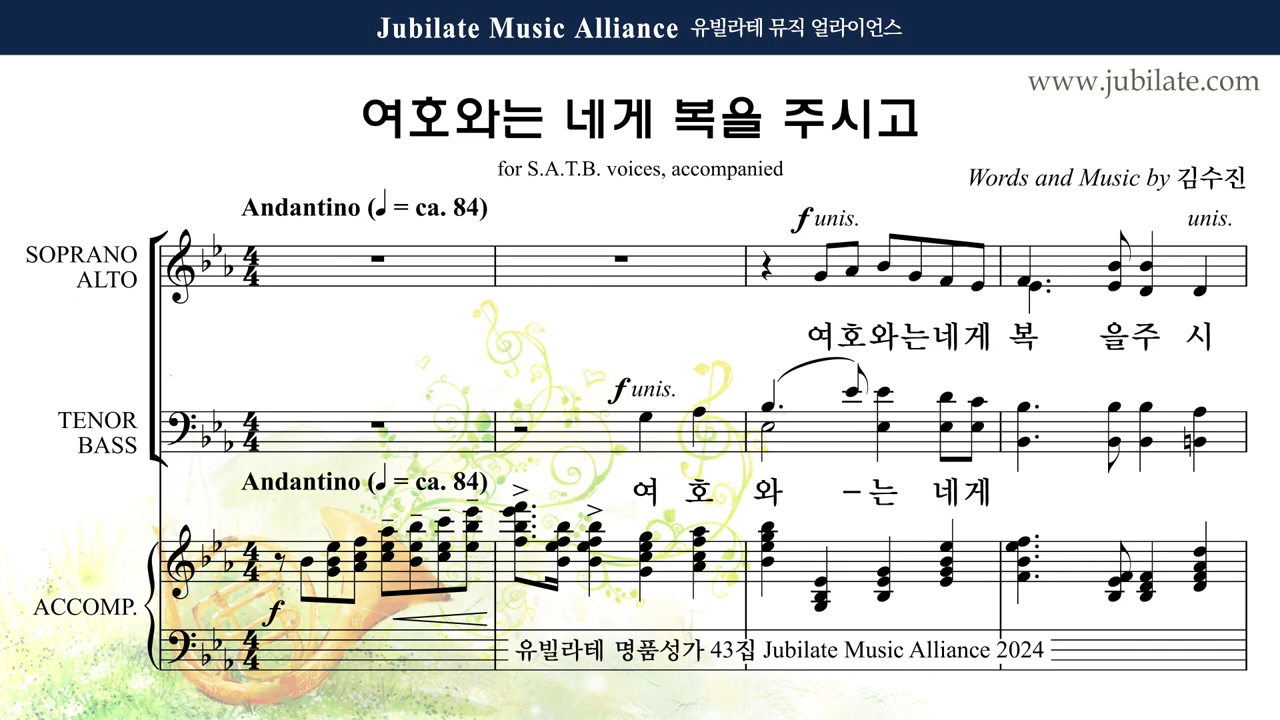 Jubilate Music Alliance 유빌라테 뮤직 얼라이언스
www.jubilate.com
여호와는 네게 복을 주시고
for S.A.T.B. voices, accompanied
Words and Music by 김수진
Andantino (♩ = ca. 84)
f unis.
unis.
SOPRANO
ALTO
여호와는네게 복 을주 시
f unis.
TENOR
BASS
여 호 와 – 는 네게
Andantino (♩ = ca. 84)
ACCOMP.
f
유빌라테 명품성가 43집 Jubilate Music Alliance 2024